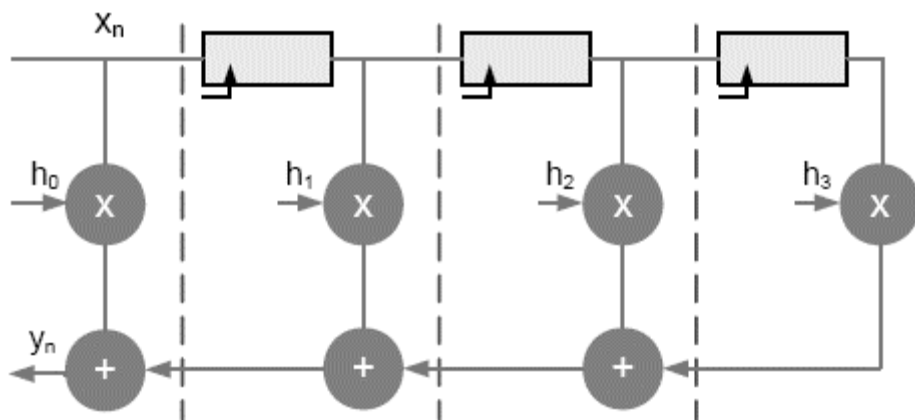 xₙ
h₀ x h₁ x h₂ x h₃ x
yₙ + + +